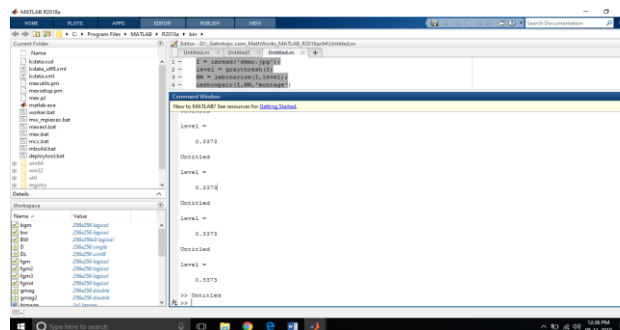 MATLAB R2018a
HOME PLOTS APPS EDITOR PUBLISH VIEW
Search Documentation
C: ▸ Program Files ▸ MATLAB ▸ R2018a ▸ bin ▸
Current Folder
Name
lcdata.xsd
lcdata_utf8.xml
lcdata.xml
mexutils.pm
mexsetup.pm
mex.pl
matlab.exe
worker.bat
mw_mpiexec.bat
mexext.bat
mex.bat
mcc.bat
mbuild.bat
deploytool.bat
win64
win32
util
registry
Details
Workspace
Name Value
bgm 256x256 logical
bw 256x256 logical
BW 256x256x3 logical
D 256x256 single
DL 256x256 uint8
fgm 256x256 logical
fgm2 256x256 logical
fgm3 256x256 logical
fgm4 256x256 logical
gmag 256x256 double
gmag2 256x256 double
Untitled.m Untitled2 Untitled.m
1 - I = imread('demo.jpg');
2 - level = graythresh(I)
3 - BW = imbinarize(I,level);
4 - imshowpair(I,BW,'montage')
Command Window
New to MATLAB? See resources for Getting Started.
level =
0.3373
Untitled
level =
0.3373
Untitled
level =
0.3373
Untitled
level =
0.3373
>> Untitled
fx >>
Type here to search
12:36 PM